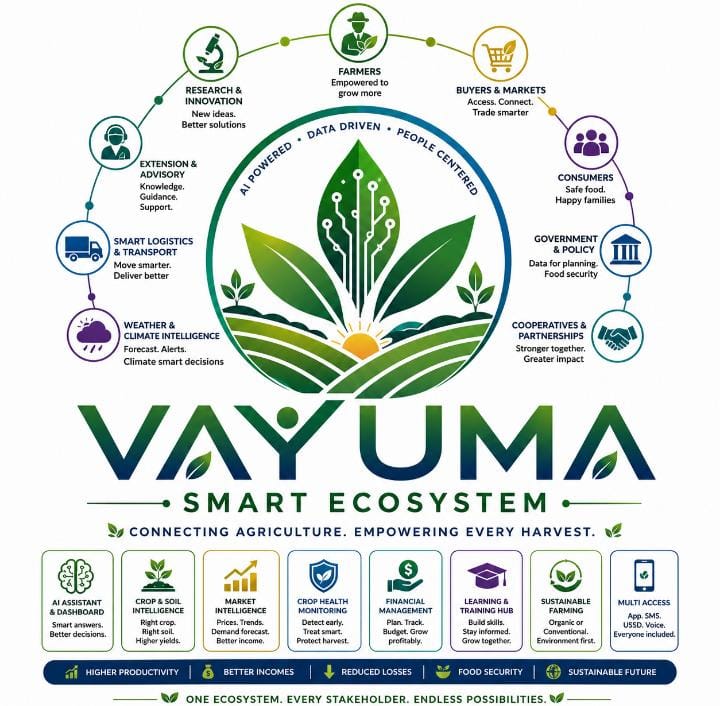 FARMERS
Empowered to
grow more
RESEARCH &
INNOVATION
New ideas.
Better solutions
BUYERS & MARKETS
Access. Connect.
Trade smarter
AI POWERED • DATA DRIVEN • PEOPLE CENTERED
EXTENSION &
ADVISORY
Knowledge.
Guidance.
Support.
CONSUMERS
Safe food.
Happy families
SMART LOGISTICS
& TRANSPORT
Move smarter.
Deliver better
GOVERNMENT
& POLICY
Data for planning.
Food security
WEATHER &
CLIMATE INTELLIGENCE
Forecast. Alerts.
Climate smart decisions
COOPERATIVES &
PARTNERSHIPS
Stronger together.
Greater impact
VAYUMA
SMART ECOSYSTEM
CONNECTING AGRICULTURE. EMPOWERING EVERY HARVEST.
AI ASSISTANT
& DASHBOARD
Smart answers.
Better decisions.
CROP & SOIL
INTELLIGENCE
Right crop.
Right soil.
Higher yields.
MARKET
INTELLIGENCE
Prices, Trends.
Demand forecast.
Better income.
CROP HEALTH
MONITORING
Detect early.
Treat smart.
Protect harvest.
$
FINANCIAL
MANAGEMENT
Plan. Track.
Budget. Grow
profitably.
LEARNING &
TRAINING HUB
Build skills.
Stay informed.
Grow together.
SUSTAINABLE
FARMING
Organic or
Conventional.
Environment first.
MULTI ACCESS
App. SMS.
USSD. Voice.
Everyone included.
HIGHER PRODUCTIVITY | $ BETTER INCOMES | REDUCED LOSSES | FOOD SECURITY | SUSTAINABLE FUTURE
ONE ECOSYSTEM. EVERY STAKEHOLDER. ENDLESS POSSIBILITIES.